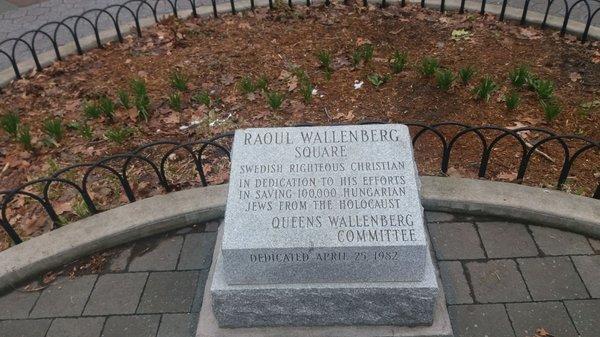 RAOUL WALLENBERG
SQUARE
SWEDISH RIGHTEOUS CHRISTIAN
IN DEDICATION TO HIS EFFORTS
IN SAVING 100,000 HUNGARIAN
JEWS FROM THE HOLOCAUST
QUEENS WALLENBERG
COMMITTEE
DEDICATED APRIL 25 1982